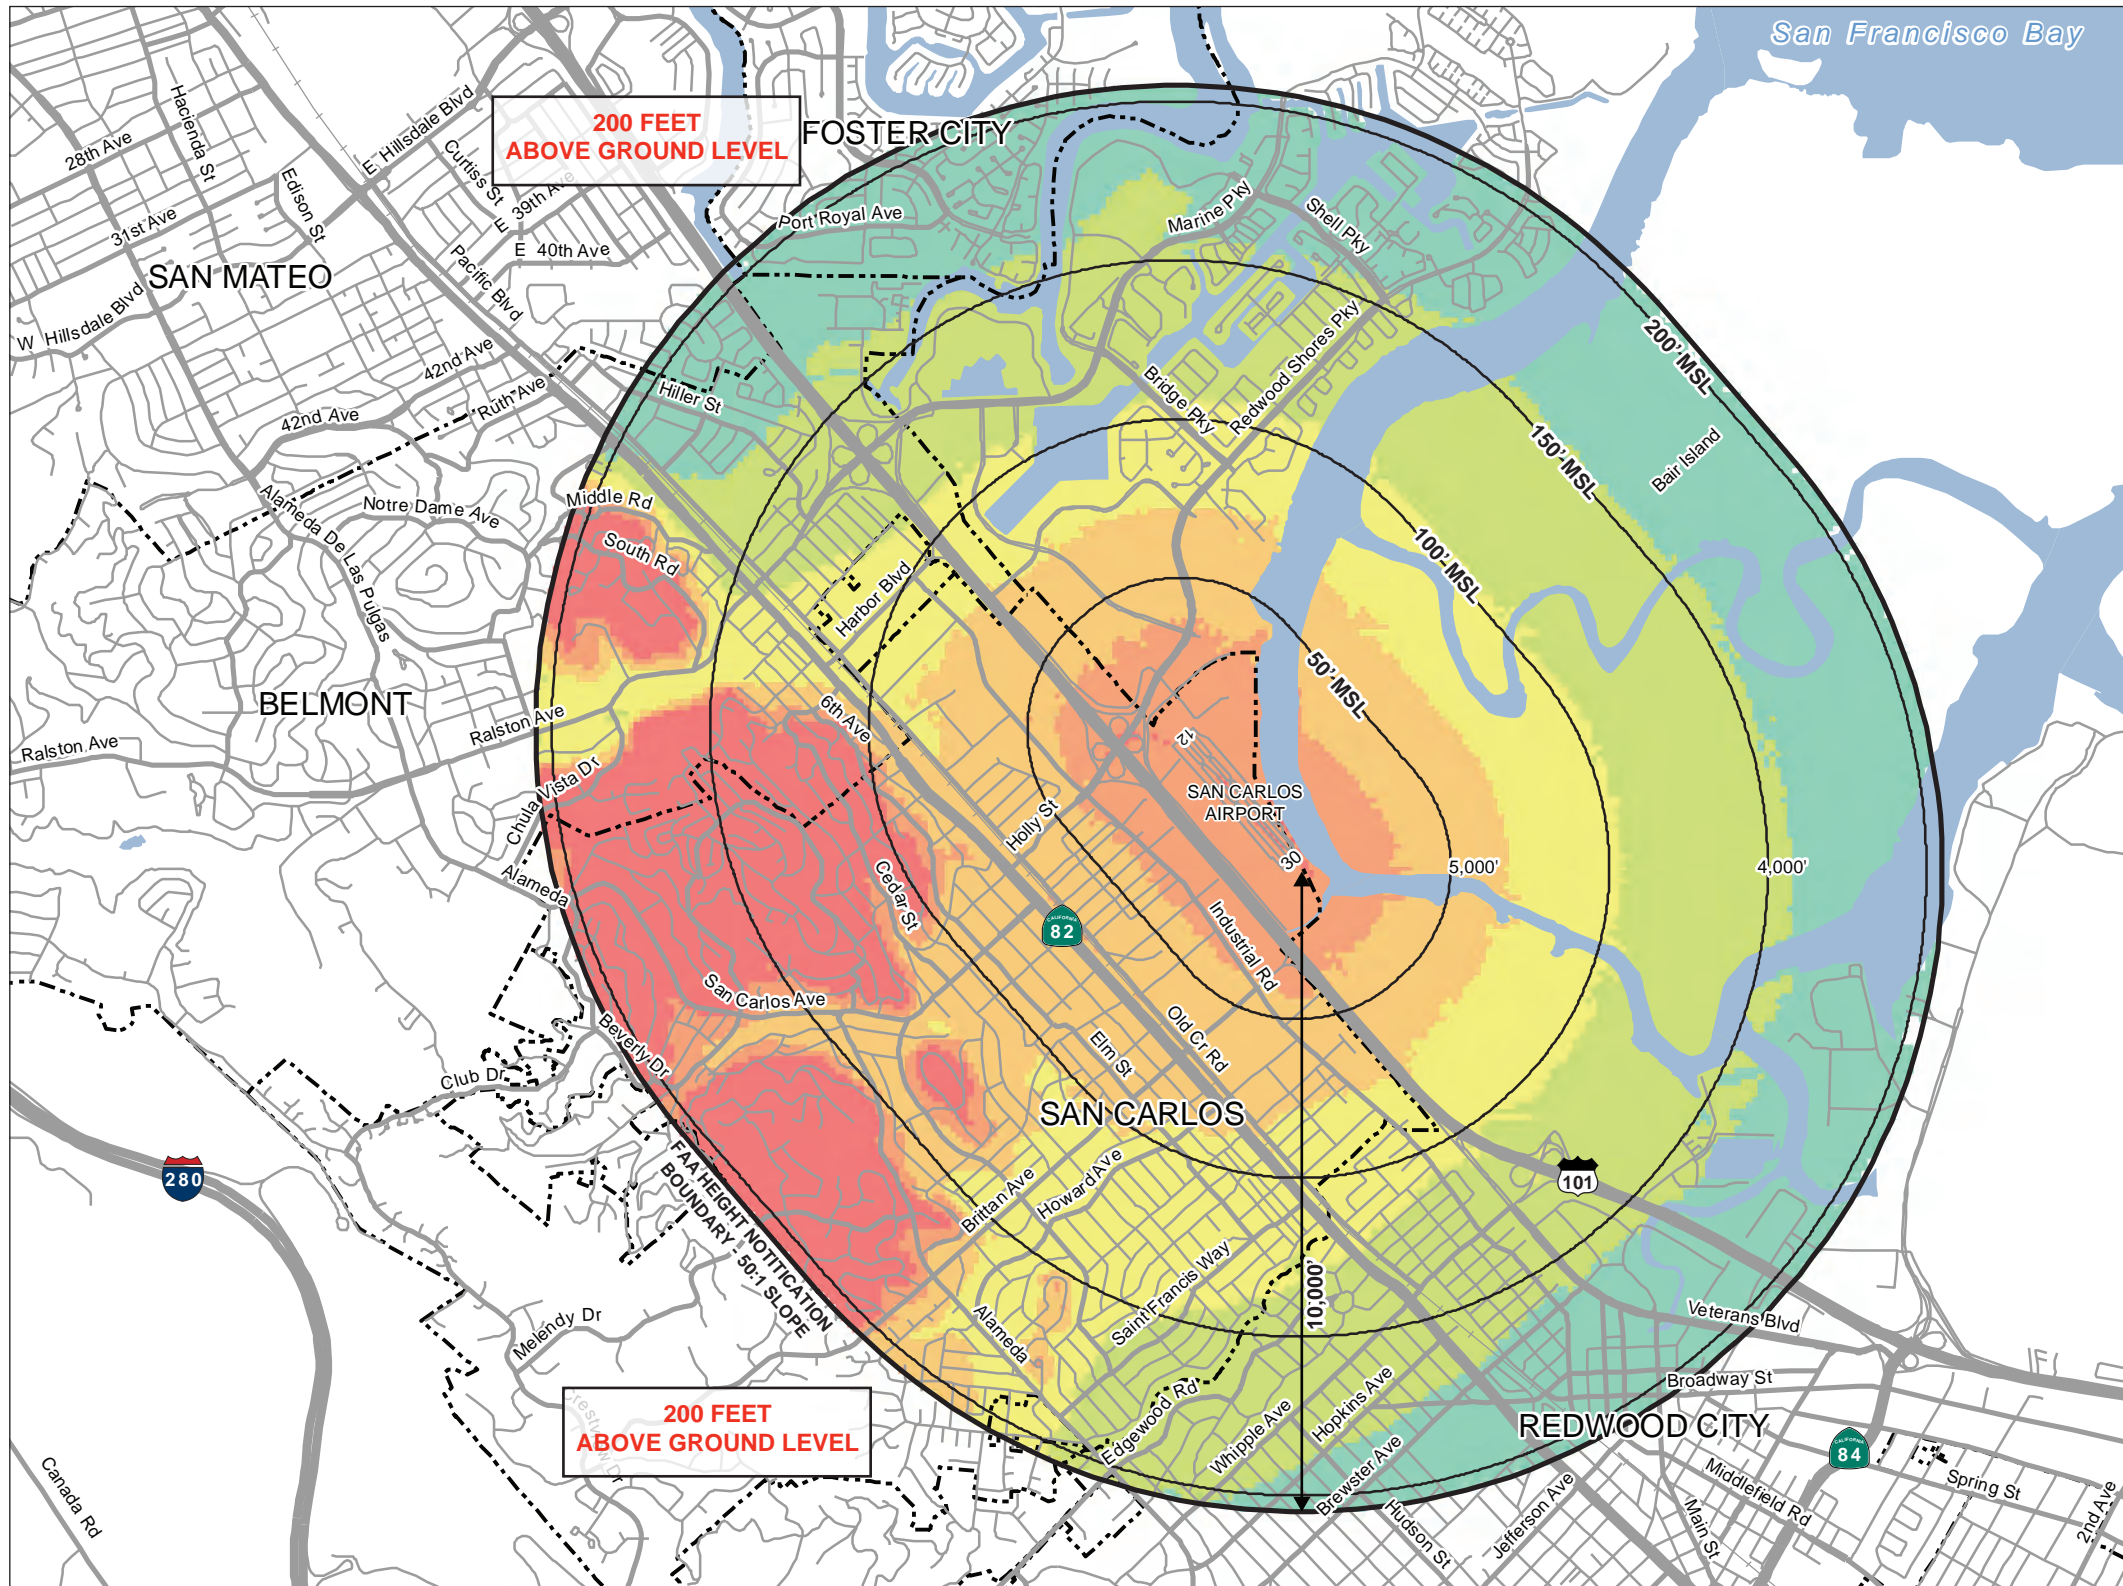 San Francisco Bay
200 FEET
ABOVE GROUND LEVEL
FOSTER CITY
E Hillsdale Blvd
Hacienda St
28th Ave
Curtiss St
E 39th Ave
Edison St
31st Ave
E 40th Ave
Port Royal Ave
Marine Pky
Shell Pky
SAN MATEO
Pacific Blvd
W Hillsdale Blvd
42nd Ave
Ruth Ave
42nd Ave
Hiller St
Bridge Pky
Redwood Shores Pky
200' MSL
150' MSL
100' MSL
50' MSL
Bair Island
Middle Rd
Notre Dame Ave
South Rd
Alameda De Las Pulgas
Harbor Blvd
BELMONT
Ralston Ave
Ralston Ave
6th Ave
12
SAN CARLOS
AIRPORT
30
Chula Vista Dr
Holly St
Cedar St
Alameda
5,000'
4,000'
CALIFORNIA
82
Industrial Rd
San Carlos Ave
Beverly Dr
Old Cr Rd
Elm St
Club Dr
SAN CARLOS
280
101
FAA HEIGHT NOTITICATION
BOUNDARY - 50:1 SLOPE
Brittan Ave
Howard Ave
Saint Francis Way
10,000'
Alameda
Melendy Dr
Veterans Blvd
Broadway St
200 FEET
ABOVE GROUND LEVEL
Crestview Dr
Edgewood Rd
Whipple Ave
Hopkins Ave
Brewster Ave
REDWOOD CITY
CALIFORNIA
84
Canada Rd
Hudson St
Jefferson Ave
Main St
Middlefield Rd
Spring St
2nd Ave